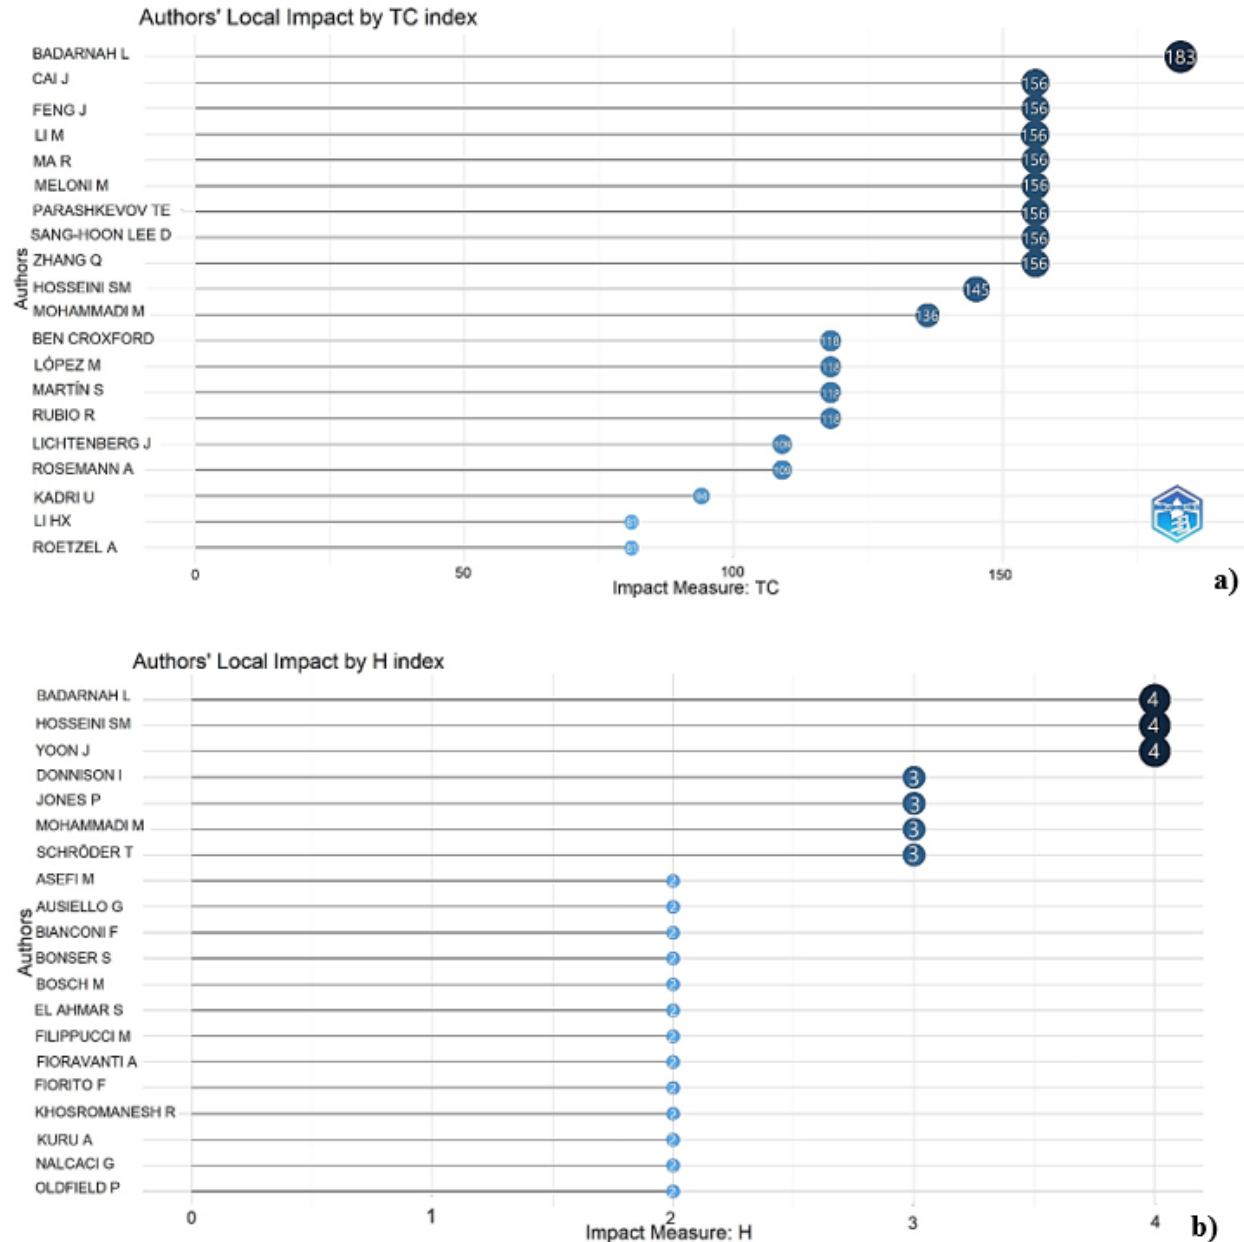 Authors' Local Impact by TC index
BADARNAH L 183
CAI J 156
FENG J 156
LI M 156
MA R 156
MELONI M 156
PARASHKEVOV TE 156
SANG-HOON LEE D 156
ZHANG Q 156
HOSSEINI SM 145
MOHAMMADI M 136
BEN CROXFORD 118
LÓPEZ M 118
MARTÍN S 118
RUBIO R 118
LICHTENBERG J 109
ROSEMANN A 109
KADRI U 94
LI HX 81
ROETZEL A 81
Authors
0 50 100 150
Impact Measure: TC
a)
Authors' Local Impact by H index
BADARNAH L 4
HOSSEINI SM 4
YOON J 4
DONNISON I 3
JONES P 3
MOHAMMADI M 3
SCHRÖDER T 3
ASEFI M 2
AUSIELLO G 2
BIANCONI F 2
BONSER S 2
BOSCH M 2
EL AHMAR S 2
FILIPPUCCI M 2
FIORAVANTI A 2
FIORITO F 2
KHOSROMANESH R 2
KURU A 2
NALCACI G 2
OLDFIELD P 2
Authors
0 1 2 3 4
Impact Measure: H
b)